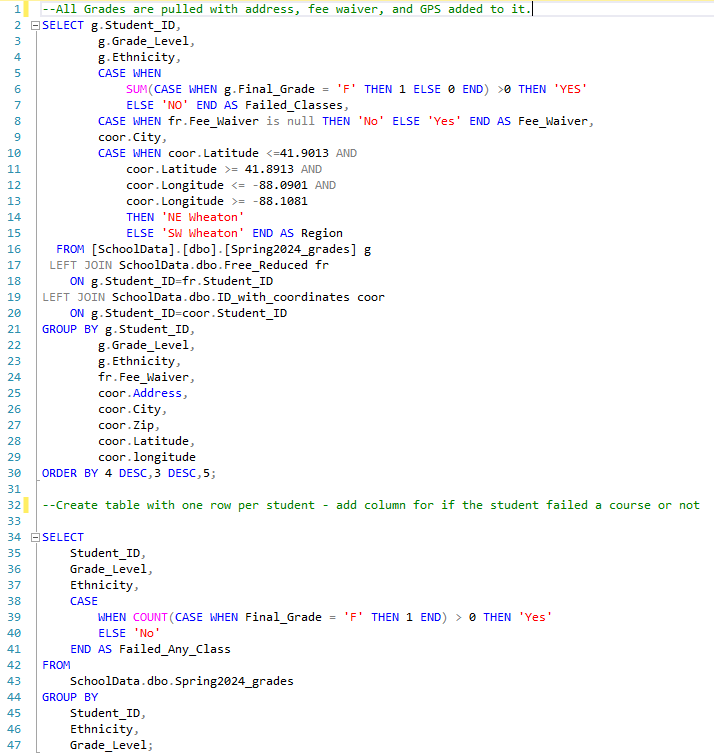 1 --All Grades are pulled with address, fee waiver, and GPS added to it.
2 SELECT g.Student_ID,
3 g.Grade_Level,
4 g.Ethnicity,
5 CASE WHEN
6 SUM(CASE WHEN g.Final_Grade = 'F' THEN 1 ELSE 0 END) >0 THEN 'YES'
7 ELSE 'NO' END AS Failed_Classes,
8 CASE WHEN fr.Fee_Waiver is null THEN 'No' ELSE 'Yes' END AS Fee_Waiver,
9 coor.City,
10 CASE WHEN coor.Latitude <=41.9013 AND
11 coor.Latitude >= 41.8913 AND
12 coor.Longitude <= -88.0901 AND
13 coor.Longitude >= -88.1081
14 THEN 'NE Wheaton'
15 ELSE 'SW Wheaton' END AS Region
16 FROM [SchoolData].[dbo].[Spring2024_grades] g
17 LEFT JOIN SchoolData.dbo.Free_Reduced fr
18 ON g.Student_ID=fr.Student_ID
19 LEFT JOIN SchoolData.dbo.ID_with_coordinates coor
20 ON g.Student_ID=coor.Student_ID
21 GROUP BY g.Student_ID,
22 g.Grade_Level,
23 g.Ethnicity,
24 fr.Fee_Waiver,
25 coor.Address,
26 coor.City,
27 coor.Zip,
28 coor.Latitude,
29 coor.longitude
30 ORDER BY 4 DESC,3 DESC,5;
31
32 --Create table with one row per student - add column for if the student failed a course or not
33
34 SELECT
35 Student_ID,
36 Grade_Level,
37 Ethnicity,
38 CASE
39 WHEN COUNT(CASE WHEN Final_Grade = 'F' THEN 1 END) > 0 THEN 'Yes'
40 ELSE 'No'
41 END AS Failed_Any_Class
42 FROM
43 SchoolData.dbo.Spring2024_grades
44 GROUP BY
45 Student_ID,
46 Ethnicity,
47 Grade_Level;